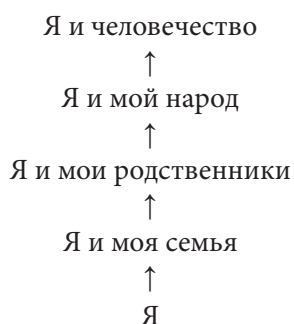 Я и человечество
↑
Я и мой народ
↑
Я и мои родственники
↑
Я и моя семья
↑
Я